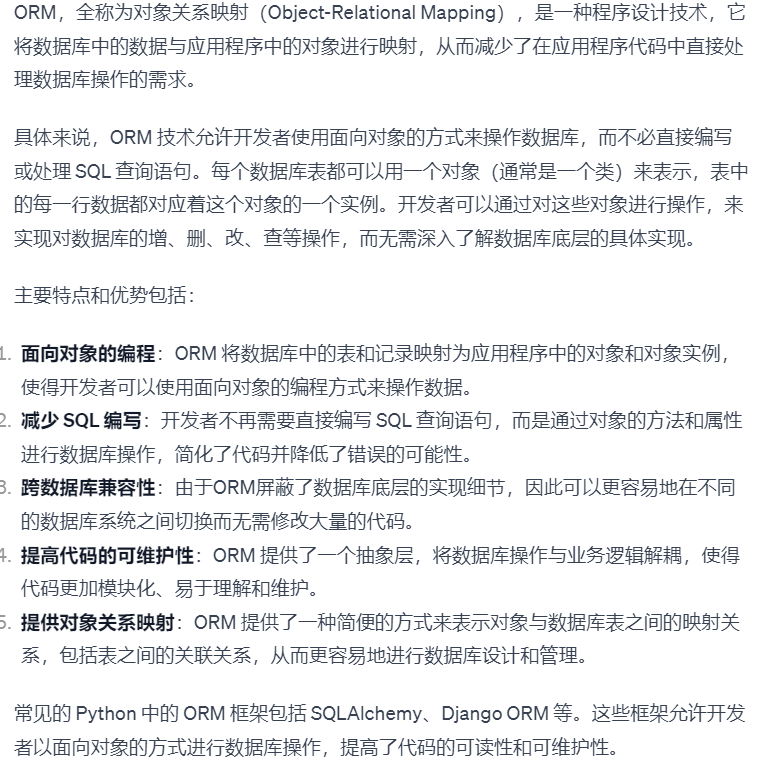 ORM，全称为对象关系映射（Object-Relational Mapping），是一种程序设计技术，它
将数据库中的数据与应用程序中的对象进行映射，从而减少了在应用程序代码中直接处
理数据库操作的需求。
具体来说，ORM 技术允许开发者使用面向对象的方式来操作数据库，而不必直接编写
或处理 SQL 查询语句。每个数据库表都可以用一个对象（通常是一个类）来表示，表中
的每一行数据都对应着这个对象的一个实例。开发者可以通过对这些对象进行操作，来
实现对数据库的增、删、改、查等操作，而无需深入了解数据库底层的具体实现。
主要特点和优势包括：
1. 面向对象的编程：ORM 将数据库中的表和记录映射为应用程序中的对象和对象实例，
使得开发者可以使用面向对象的编程方式来操作数据。
2. 减少 SQL 编写：开发者不再需要直接编写 SQL 查询语句，而是通过对象的方法和属性
进行数据库操作，简化了代码并降低了错误的可能性。
3. 跨数据库兼容性：由于ORM屏蔽了数据库底层的实现细节，因此可以更容易地在不同
的数据库系统之间切换而无需修改大量的代码。
4. 提高代码的可维护性：ORM 提供了一个抽象层，将数据库操作与业务逻辑解耦，使得
代码更加模块化、易于理解和维护。
5. 提供对象关系映射：ORM 提供了一种简便的方式来表示对象与数据库表之间的映射关
系，包括表之间的关联关系，从而更容易地进行数据库设计和管理。
常见的 Python 中的 ORM 框架包括 SQLAlchemy、Django ORM 等。这些框架允许开发
者以面向对象的方式进行数据库操作，提高了代码的可读性和可维护性。